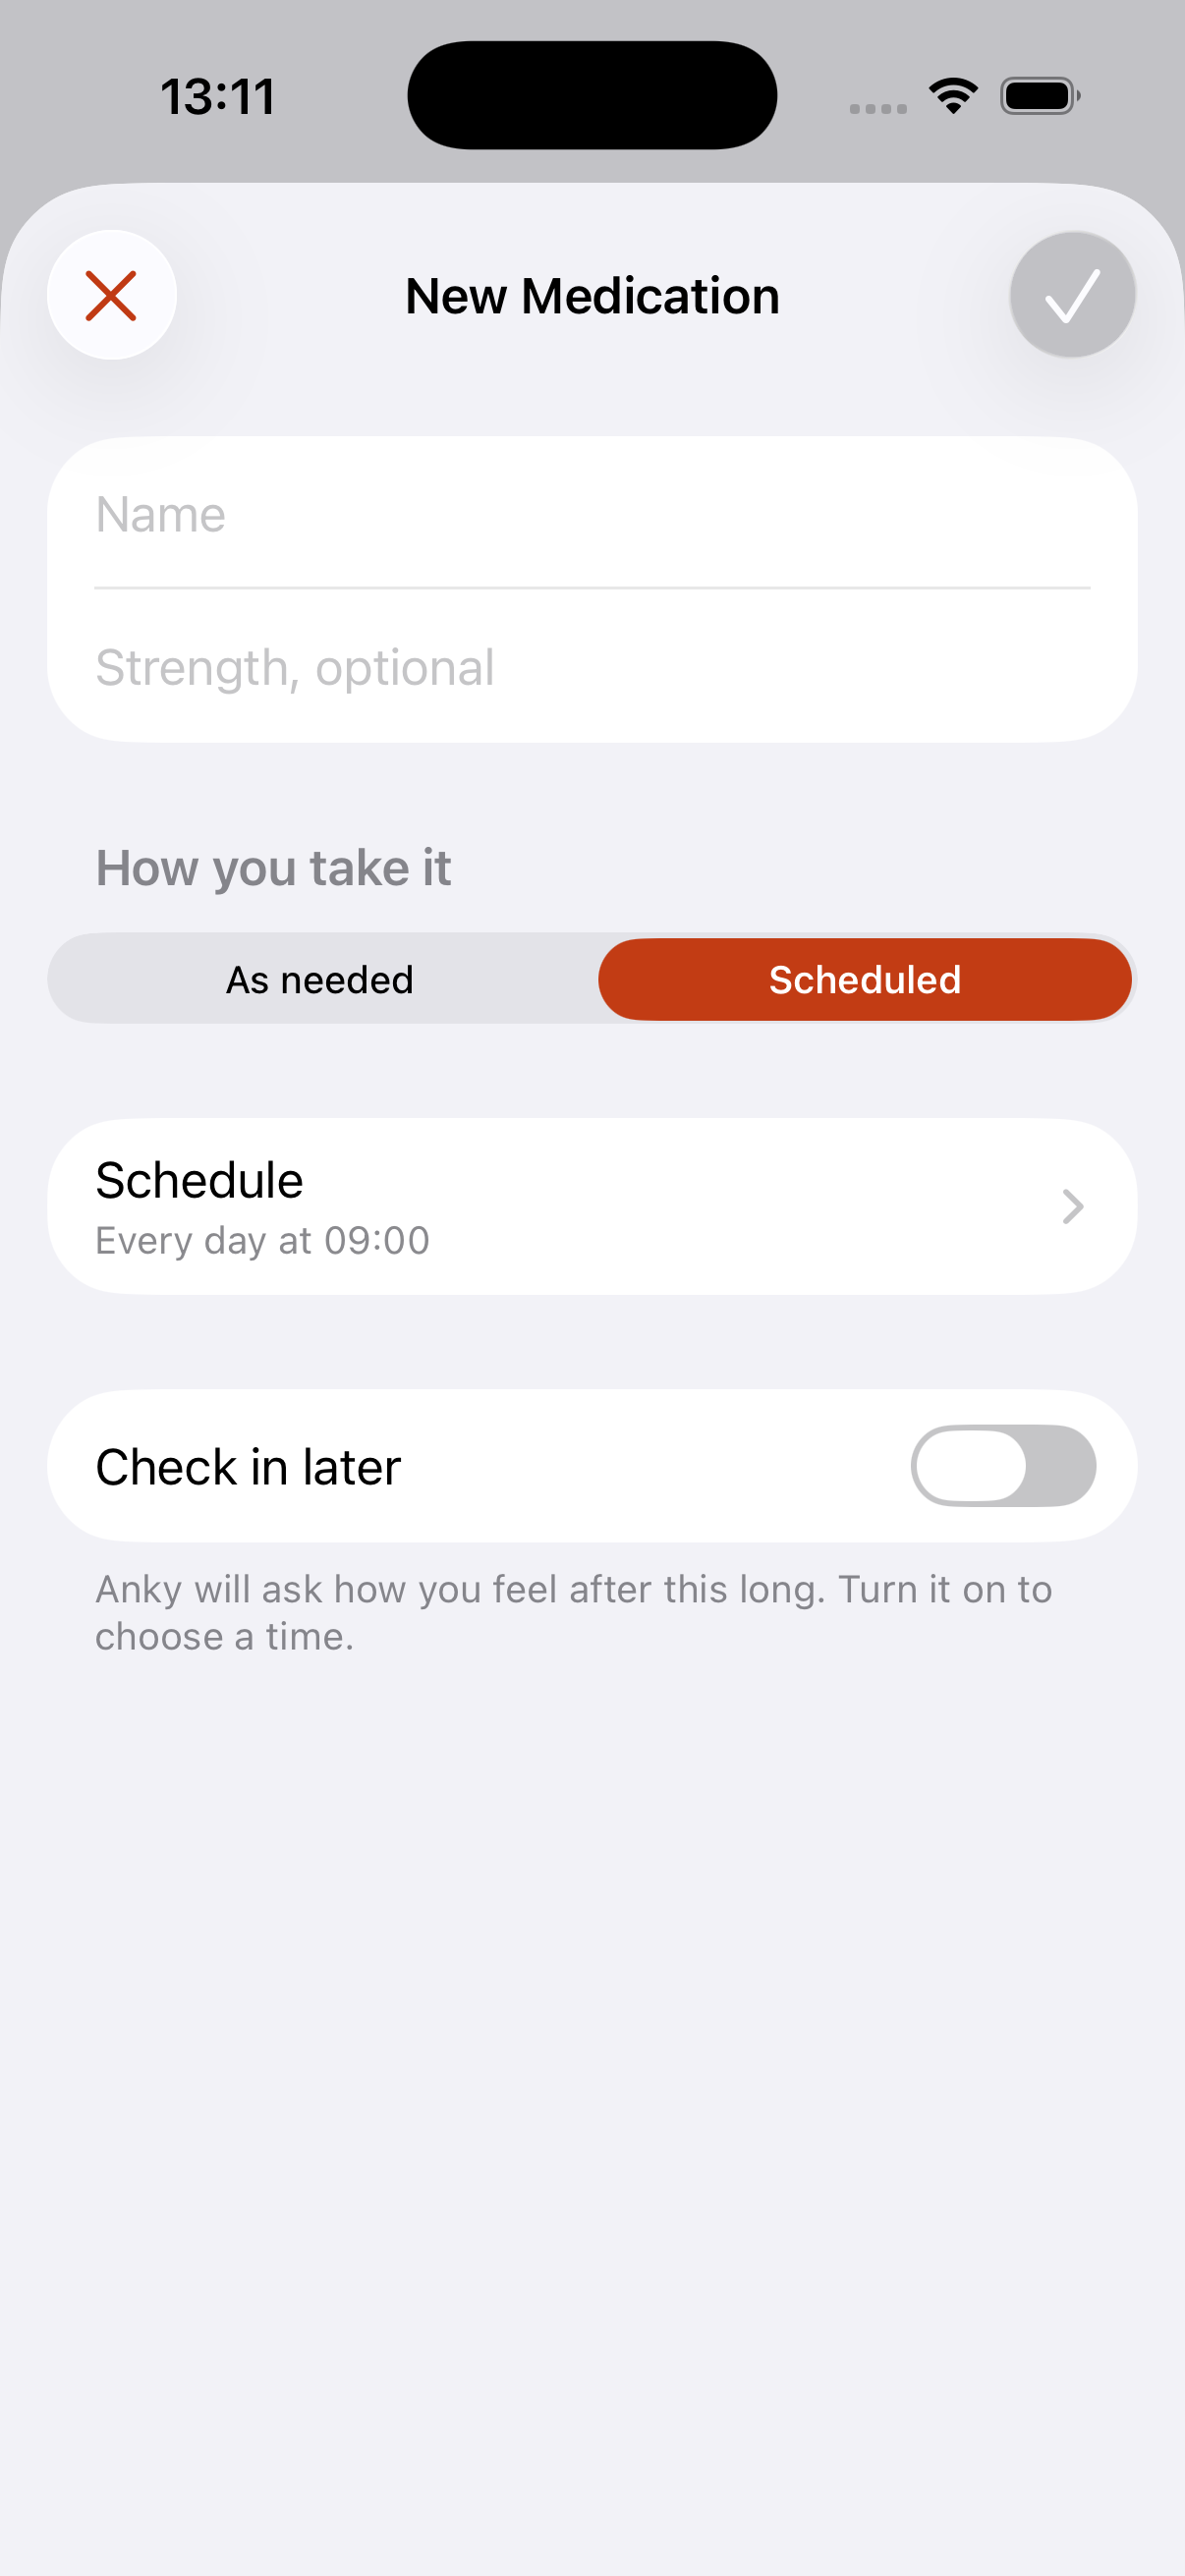 13:11
New Medication
Name
Strength, optional
How you take it
As needed
Scheduled
Schedule
Every day at 09:00
Check in later
Anky will ask how you feel after this long. Turn it on to
choose a time.